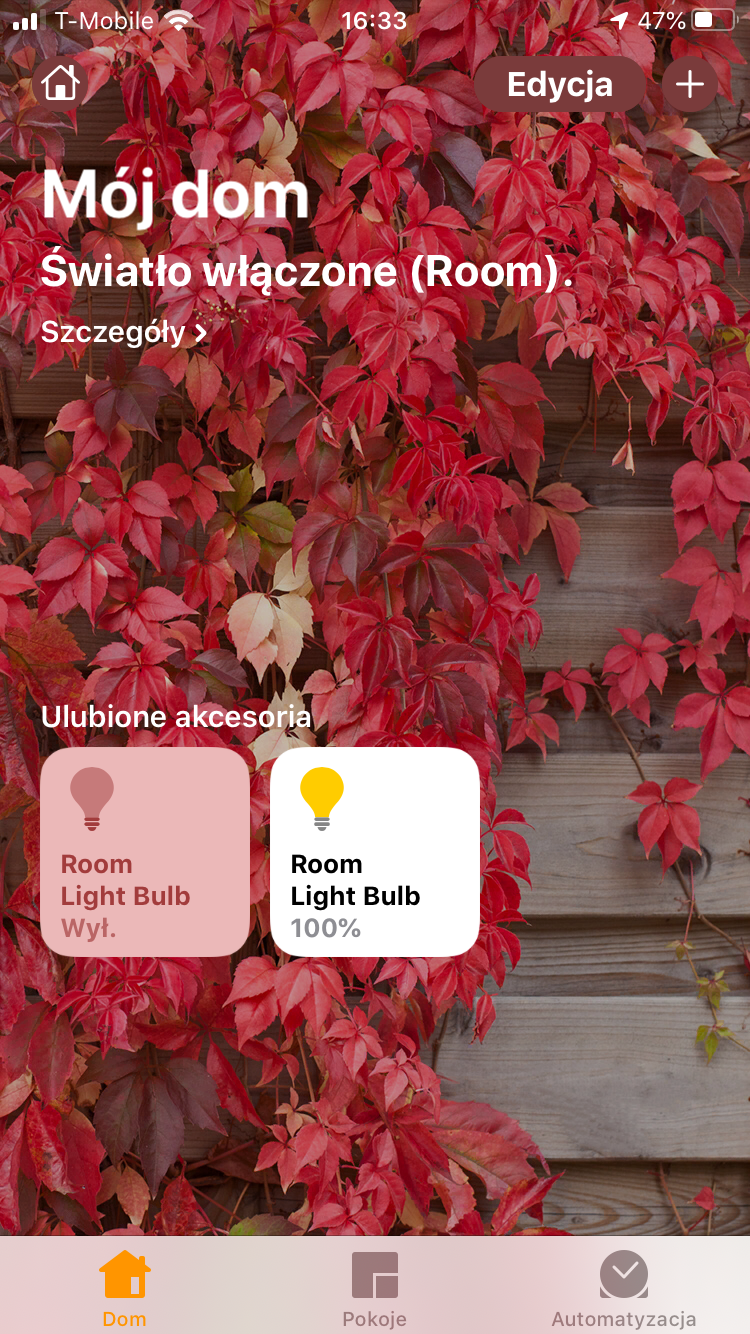 T-Mobile 16:33 47%
Edycja
Mój dom
Światło włączone (Room).
Szczegóły
Ulubione akcesoria
Room
Light Bulb
Wył.
Room
Light Bulb
100%
Dom Pokoje Automatyzacja